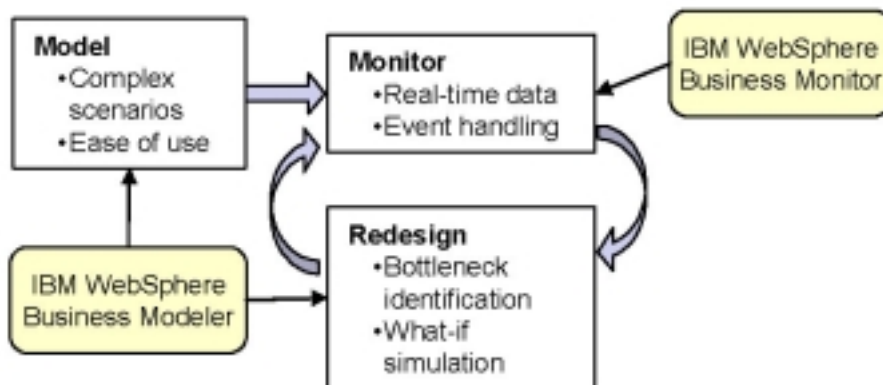 Model
•Complex
scenarios
•Ease of use
Monitor
•Real-time data
•Event handling
IBM WebSphere
Business Monitor
IBM WebSphere
Business Modeler
Redesign
•Bottleneck
identification
•What-if
simulation